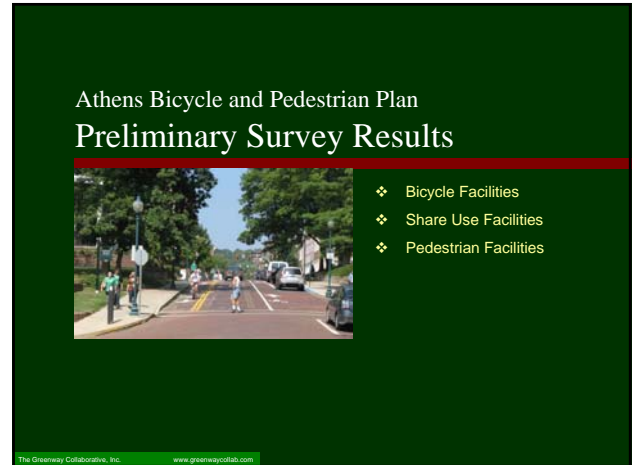 Athens Bicycle and Pedestrian Plan
Preliminary Survey Results
❖ Bicycle Facilities
❖ Share Use Facilities
❖ Pedestrian Facilities
The Greenway Collaborative, Inc. www.greenwaycollab.com